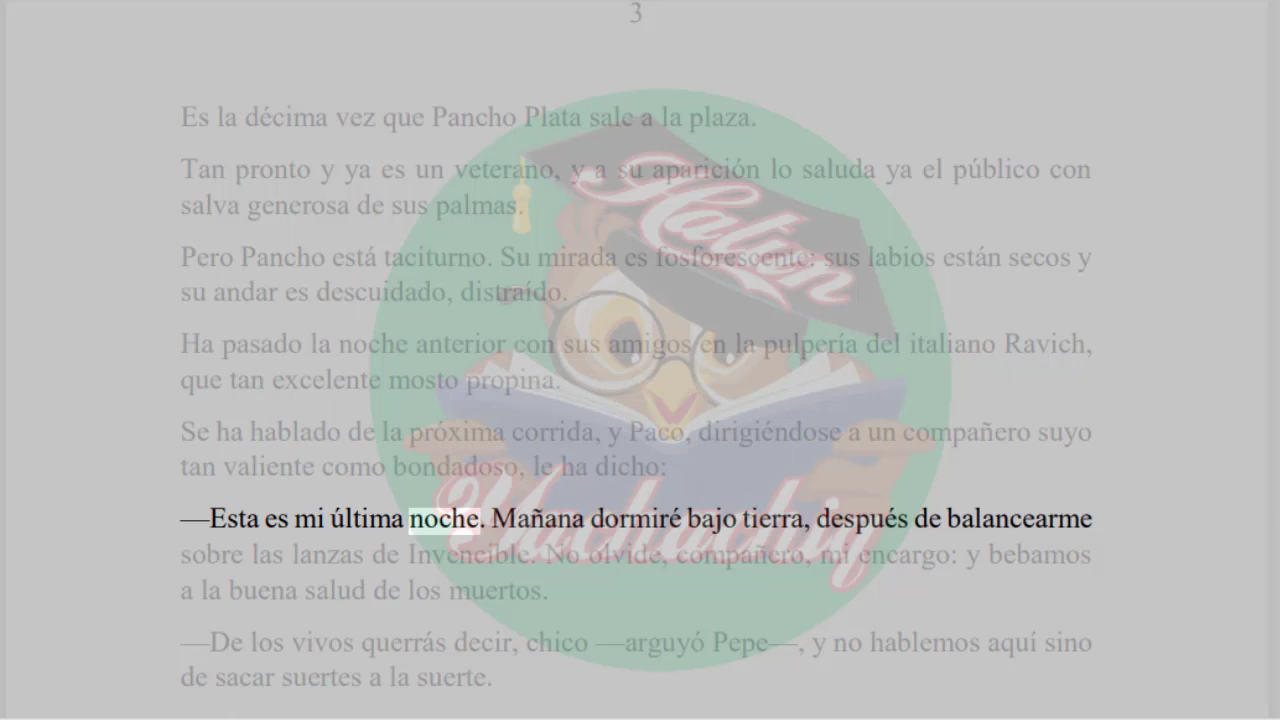 3
Es la décima vez que Pancho Plata sale a la plaza.
Tan pronto y ya es un veterano, y a su aparición lo saluda ya el público con
salva generosa de sus palmas.
Pero Pancho está taciturno. Su mirada es fosforescente: sus labios están secos y
su andar es descuidado, distraído.
Ha pasado la noche anterior con sus amigos en la pulpería del italiano Ravich,
que tan excelente mosto propina.
Se ha hablado de la próxima corrida, y Paco, dirigiéndose a un compañero suyo
tan valiente como bondadoso, le ha dicho:
—Esta es mi última noche. Mañana dormiré bajo tierra, después de balancearme
sobre las lanzas de Invencible. No olvide, compañero, mi encargo: y bebamos
a la buena salud de los muertos.
—De los vivos querrás decir, chico —arguyó Pepe—, y no hablemos aquí sino
de sacar suertes a la suerte.
Hatun
Yachachiq